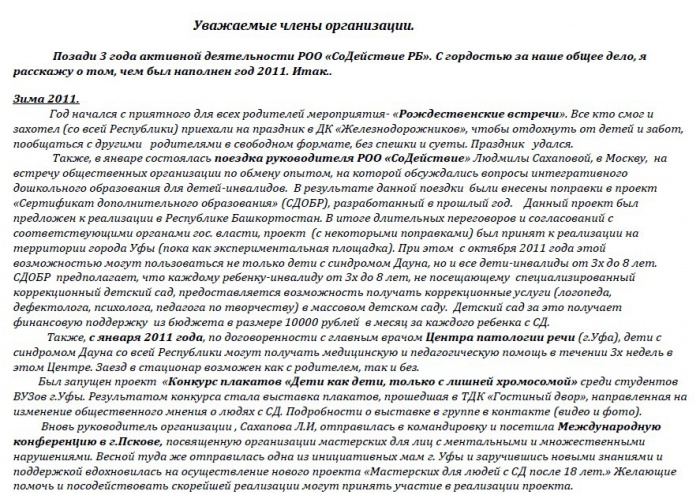 Уважаемые члены организации.
Позади 3 года активной деятельности РОО «СоДействие РБ». С гордостью за наше общее дело, я
расскажу о том, чем был наполнен год 2011. Итак..
Зима 2011.
Год начался с приятного для всех родителей мероприятия- «Рождественские встречи». Все кто смог и
захотел (со всей Республики) приехали на праздник в ДК «Железнодорожников», чтобы отдохнуть от детей и забот,
пообщаться с другими родителями в свободном формате, без спешки и суеты. Праздник удался.
Также, в январе состоялась поездка руководителя РОО «СоДействие» Людмилы Сахаповой, в Москву, на
встречу общественных организации по обмену опытом, на которой обсуждались вопросы интегративного
дошкольного образования для детей-инвалидов. В результате данной поездки были внесены поправки в проект
«Сертификат дополнительного образования» (СДОБР), разработанный в прошлый год. Данный проект был
предложен к реализации в Республике Башкортостан. В итоге длительных переговоров и согласований с
соответствующими органами гос. власти, проект (с некоторыми поправками) был принят к реализации на
территории города Уфы (пока как экспериментальная площадка). При этом с октября 2011 года этой
возможностью могут пользоваться не только дети с синдромом Дауна, но и все дети-инвалиды от 3х до 8 лет.
СДОБР предполагает, что каждому ребенку-инвалиду от 3х до 8 лет, не посещающему специализированный
коррекционный детский сад, предоставляется возможность получать коррекционные услуги (логопеда,
дефектолога, психолога, педагога по творчеству) в массовом детском саду. Детский сад за это получает
финансовую поддержку из бюджета в размере 10000 рублей в месяц за каждого ребенка с СД.
Также, с января 2011 года, по договоренности с главным врачом Центра патологии речи (г.Уфа), дети с
синдромом Дауна со всей Республики могут получать медицинскую и педагогическую помощь в течении 3х недель в
этом Центре. Заезд в стационар возможен как с родителем, так и без.
Был запущен проект «Конкурс плакатов «Дети как дети, только с лишней хромосомой» среди студентов
ВУЗов г.Уфы. Результатом конкурса стала выставка плакатов, прошедшая в ТДК «Гостиный двор», направленная на
изменение общественного мнения о людях с СД. Подробности о выставке в группе в контакте (видео и фото).
Вновь руководитель организации , Сахапова Л.И, отправилась в командировку и посетила Международную
конференцию в г.Пскове, посвященную организации мастерских для лиц с ментальными и множественными
нарушениями. Весной туда же отправилась одна из инициативных мам г. Уфы и заручившись новыми знаниями и
поддержкой вдохновилась на осуществление нового проекта «Мастерских для людей с СД после 18 лет.» Желающие
помочь и посодействовать скорейшей реализации могут принять участие в реализации проекта.